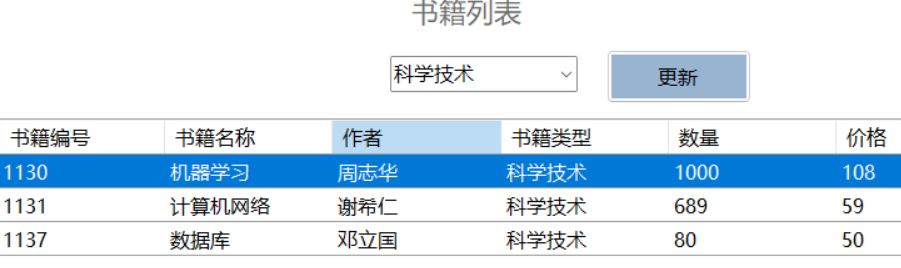 书籍列表
科学技术 更新
书籍编号 书籍名称 作者 书籍类型 数量 价格
1130 机器学习 周志华 科学技术 1000 108
1131 计算机网络 谢希仁 科学技术 689 59
1137 数据库 邓立国 科学技术 80 50